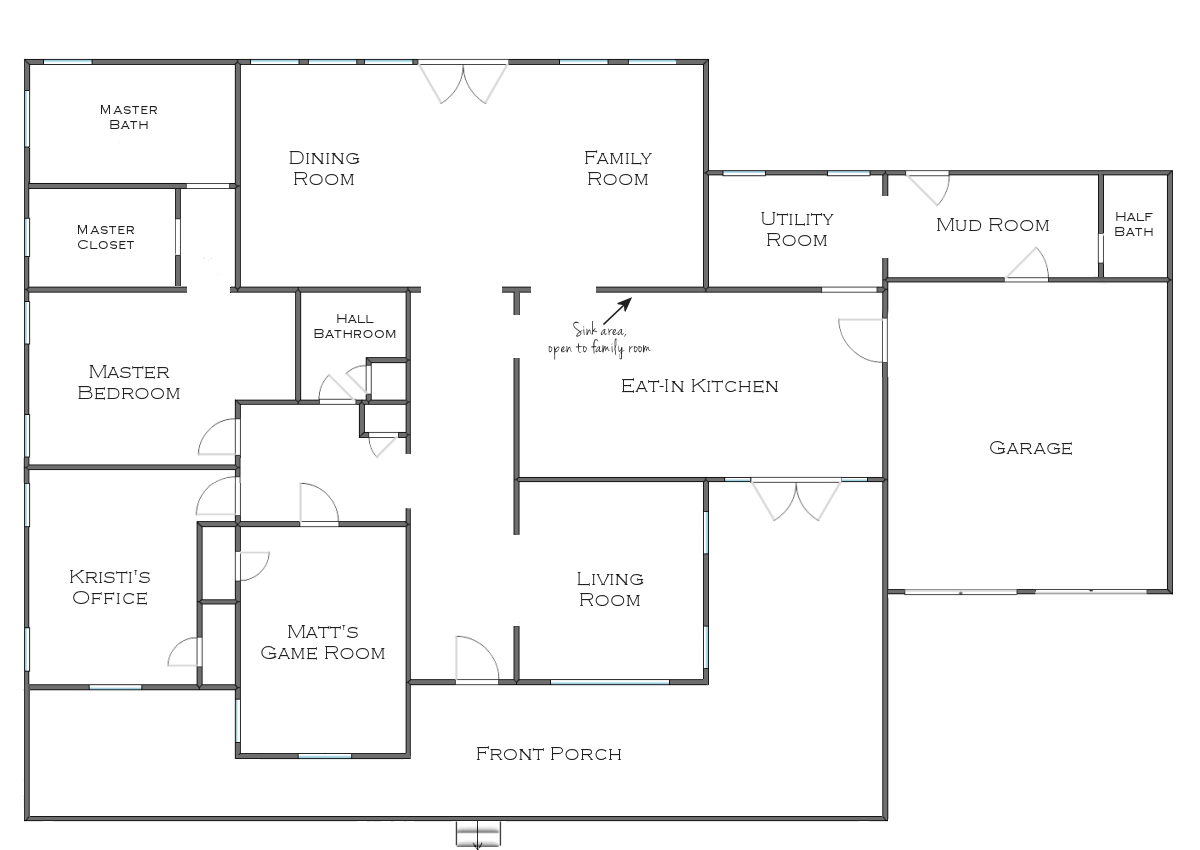 MASTER
BATH
DINING
ROOM
FAMILY
ROOM
MASTER
CLOSET
UTILITY
ROOM
MUD ROOM
HALF
BATH
HALL
BATHROOM
Sink area,
open to family room
MASTER
BEDROOM
EAT-IN KITCHEN
GARAGE
KRISTI'S
OFFICE
LIVING
ROOM
MATT'S
GAME ROOM
FRONT PORCH